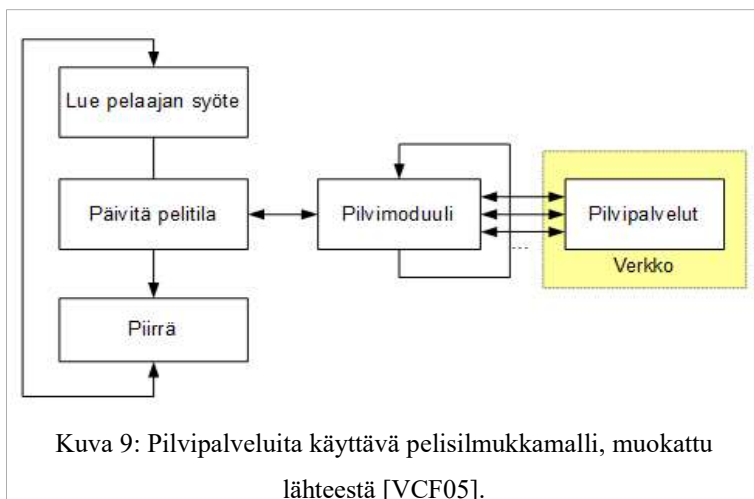 Lue pelaajan syöte
Päivitä pelitila
Pilvimoduuli
Pilvipalvelut
...
Verkko
Piirrä
Kuva 9: Pilvipalveluita käyttävä pelisilmukkamalli, muokattu
lähteestä [VCF05].